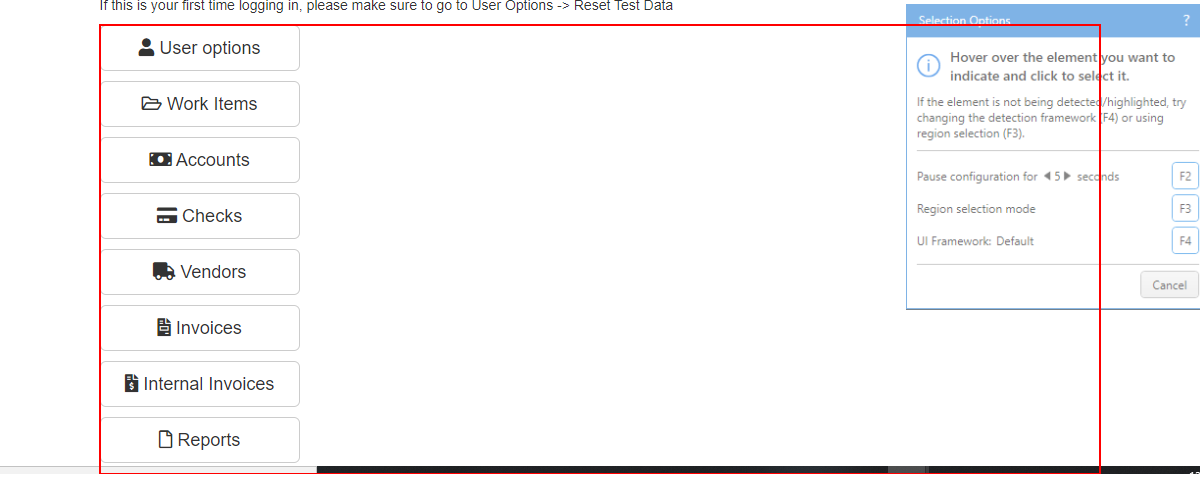 If this is your first time logging in, please make sure to go to User Options -> Reset Test Data
User options
Work Items
Accounts
Checks
Vendors
Invoices
Internal Invoices
Reports
Selection Options ?
Hover over the element you want to
indicate and click to select it.
If the element is not being detected/highlighted, try
changing the detection framework (F4) or using
region selection (F3).
Pause configuration for 5 seconds F2
Region selection mode F3
UI Framework: Default F4
Cancel